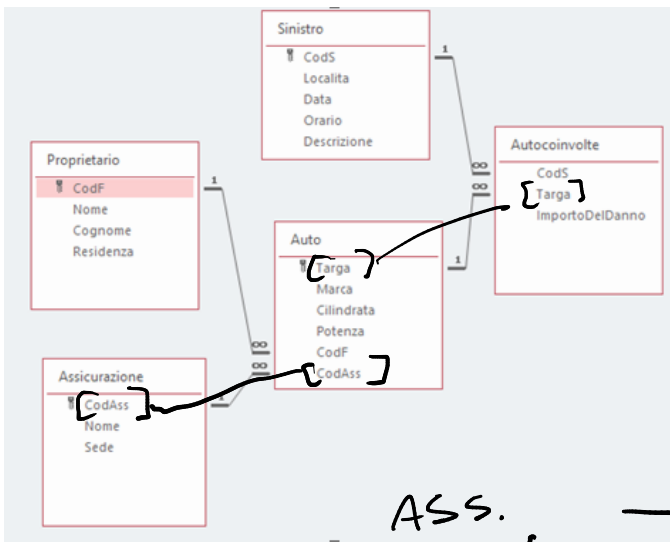 Sinistro
CodS
Localita
Data
Orario
Descrizione
1
Autocoinvolte
CodS
Targa
ImportoDelDanno
∞
∞
Proprietario
CodF
Nome
Cognome
Residenza
1
Auto
Targa
Marca
Cilindrata
Potenza
CodF
CodAss
1
∞
∞
Assicurazione
CodAss
Nome
Sede
1
ASS.